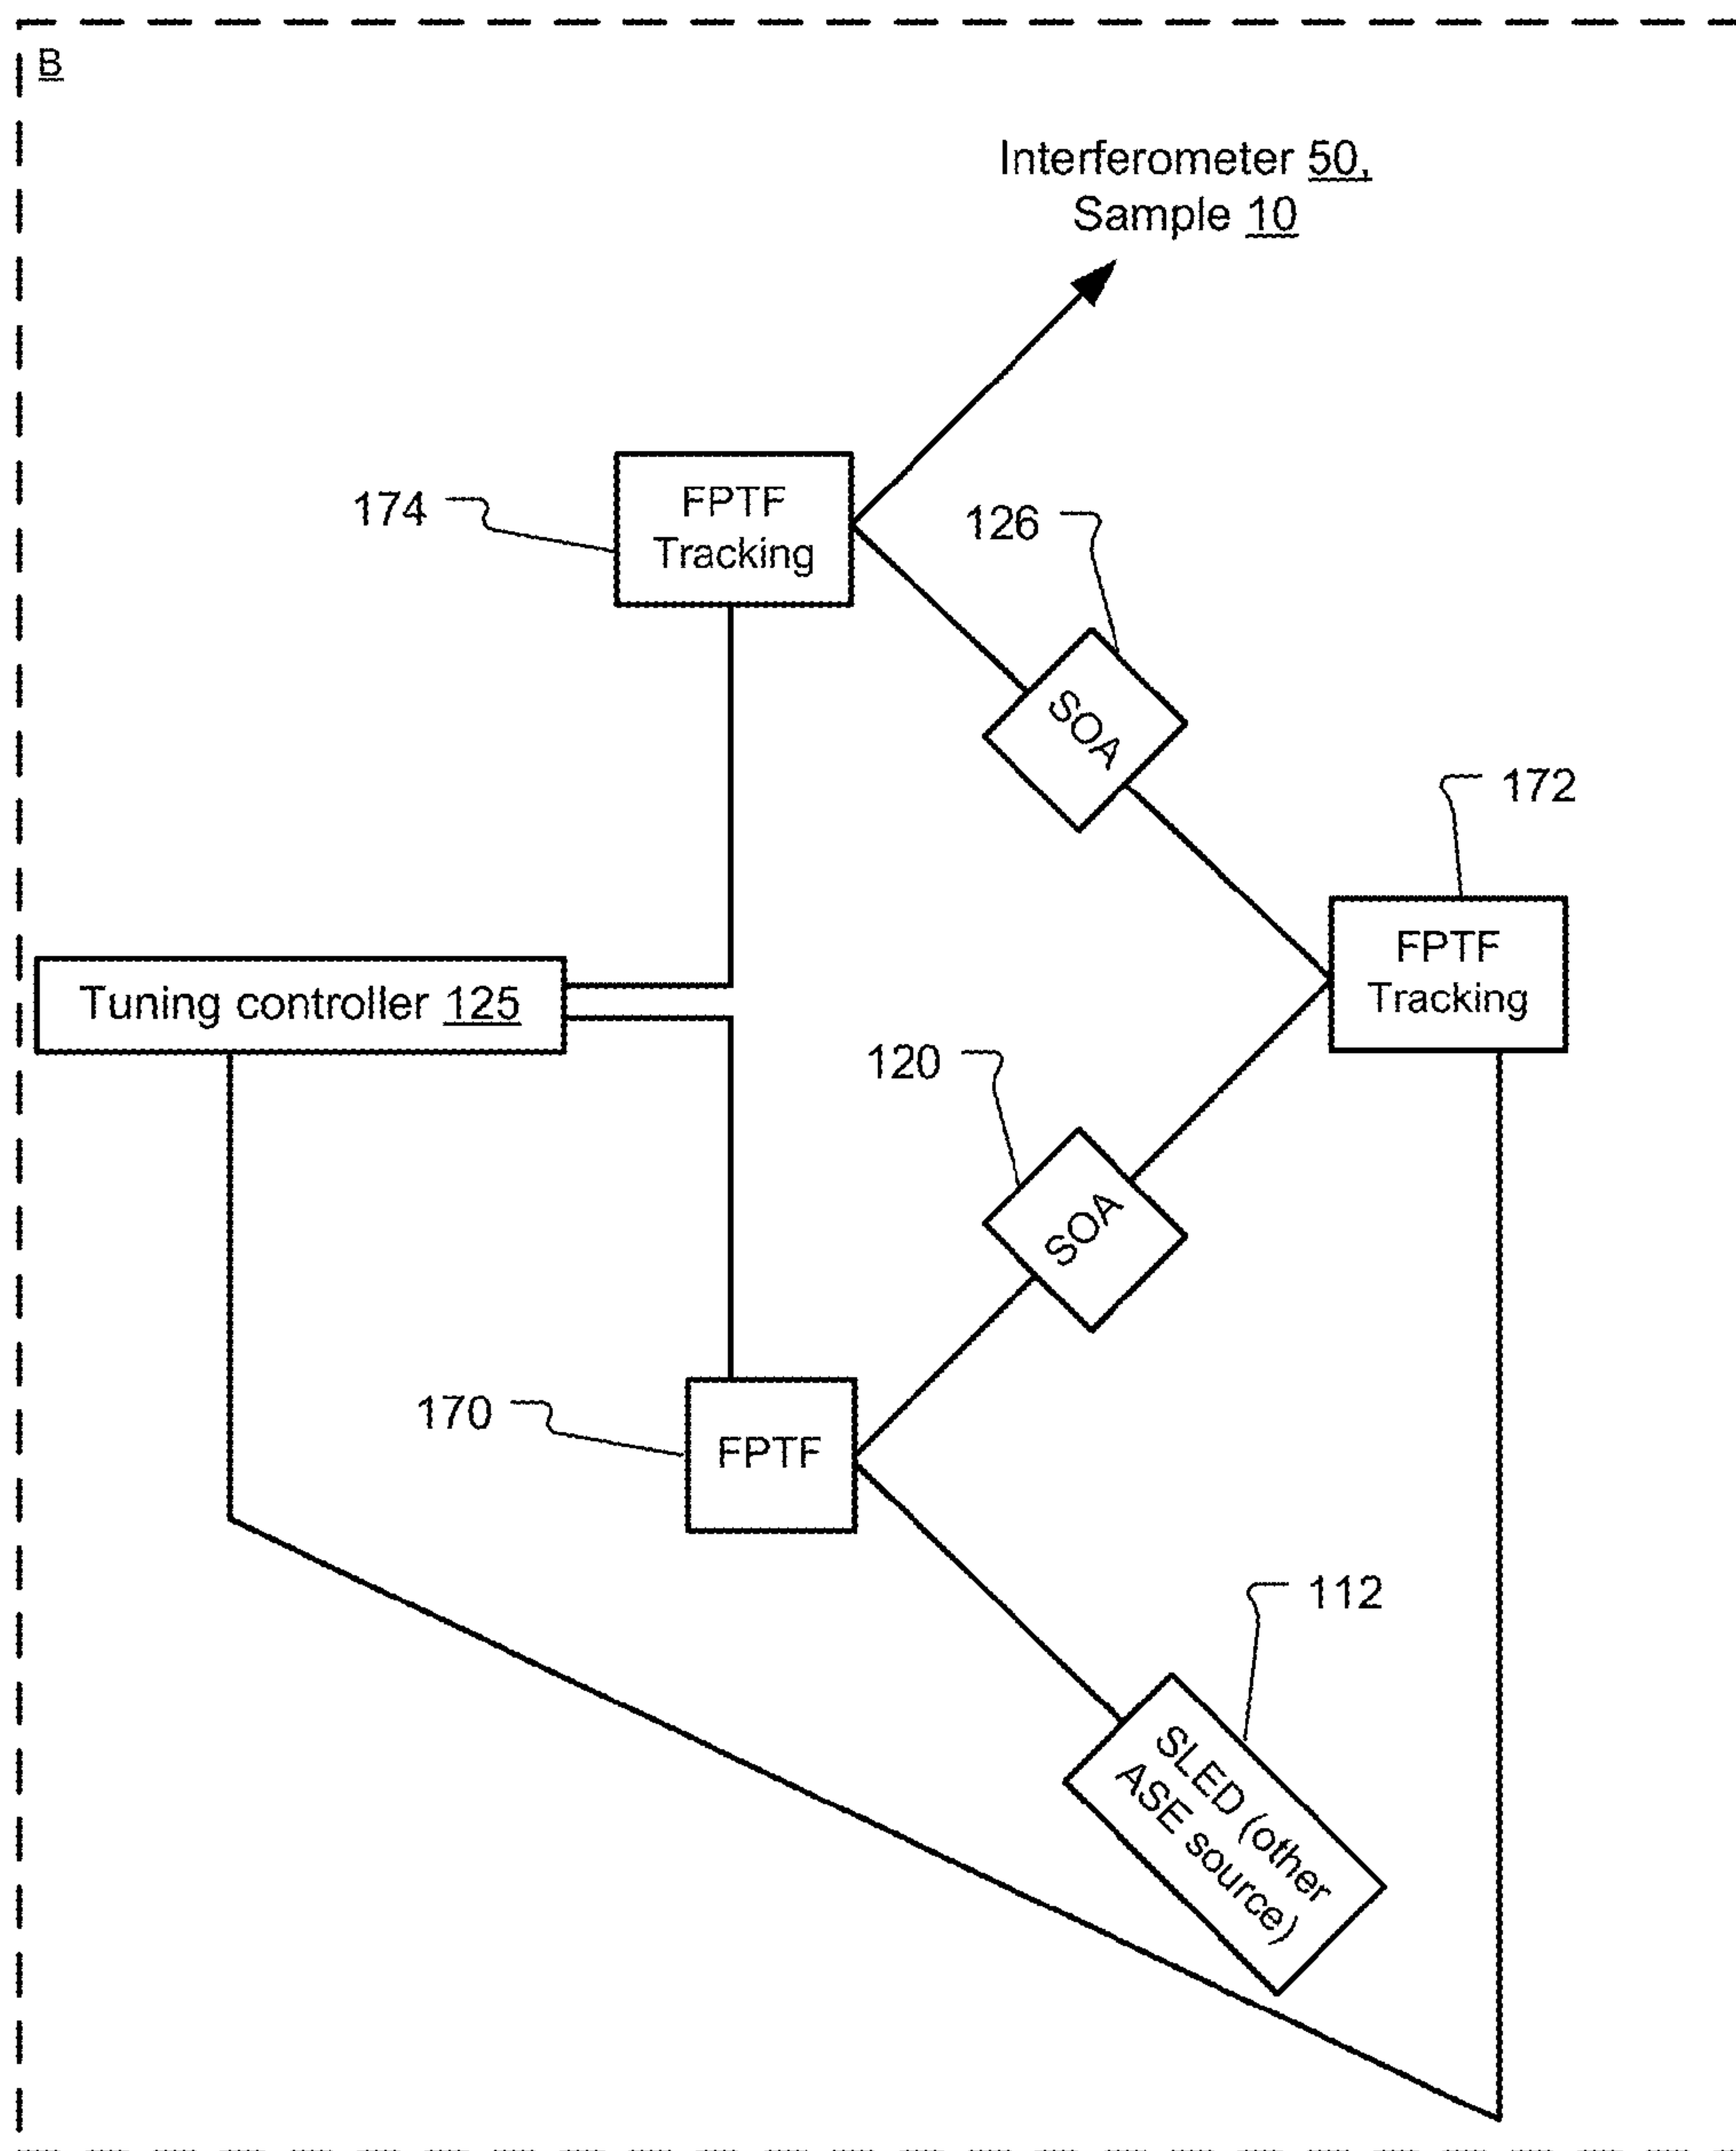 B
Interferometer 50,
Sample 10
174
FPTF
Tracking
126
SOA
172
FPTF
Tracking
Tuning controller 125
120
SOA
170
FPTF
112
SLED (other
ASE source)